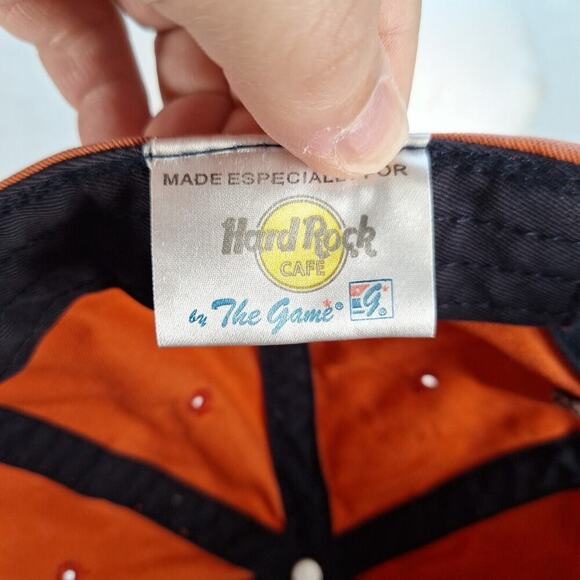 MADE ESPECIALLY FOR
Hard Rock
CAFE
by The Game® G